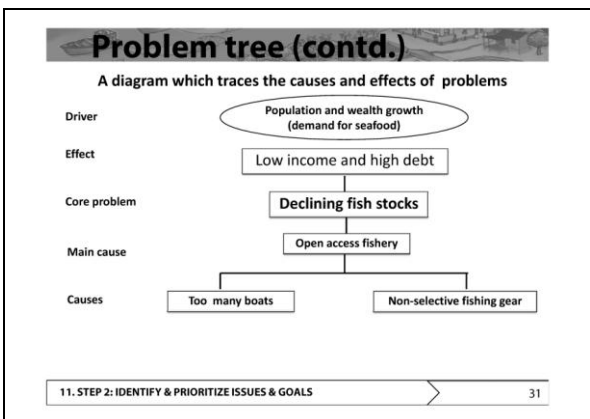 Problem tree (contd.)
A diagram which traces the causes and effects of problems
Driver
Population and wealth growth
(demand for seafood)
Effect
Low income and high debt
Core problem
Declining fish stocks
Main cause
Open access fishery
Causes
Too many boats
Non-selective fishing gear
11. STEP 2: IDENTIFY & PRIORITIZE ISSUES & GOALS
31